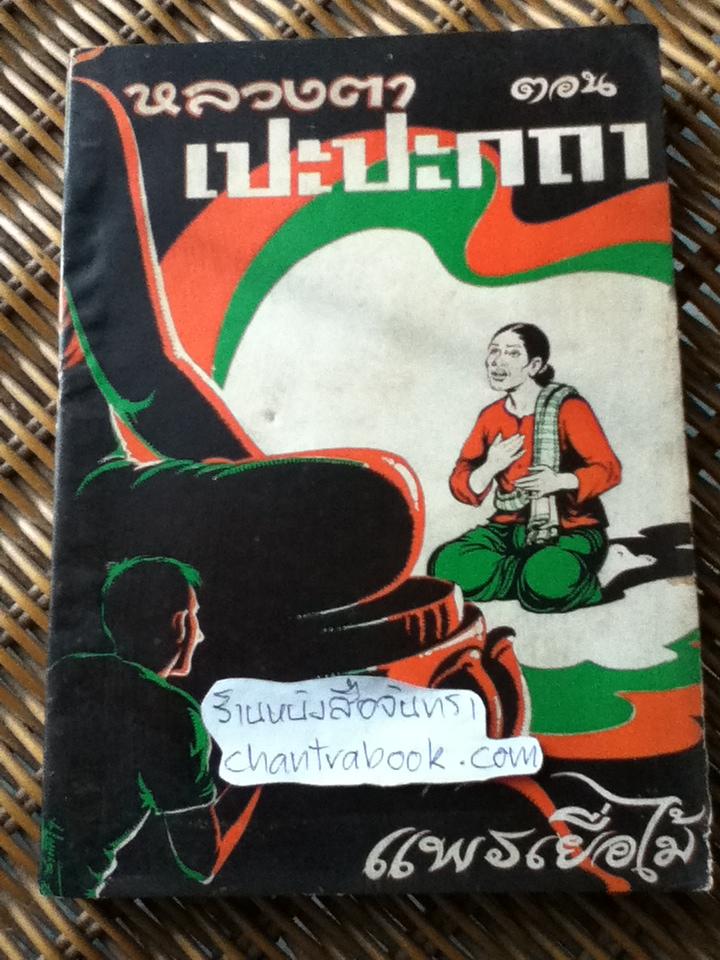 หลวงตา ตอน
เปะปะกถา
ร้านหนังสือจันทรา
chantrabook.com
แพรเยื่อไม้